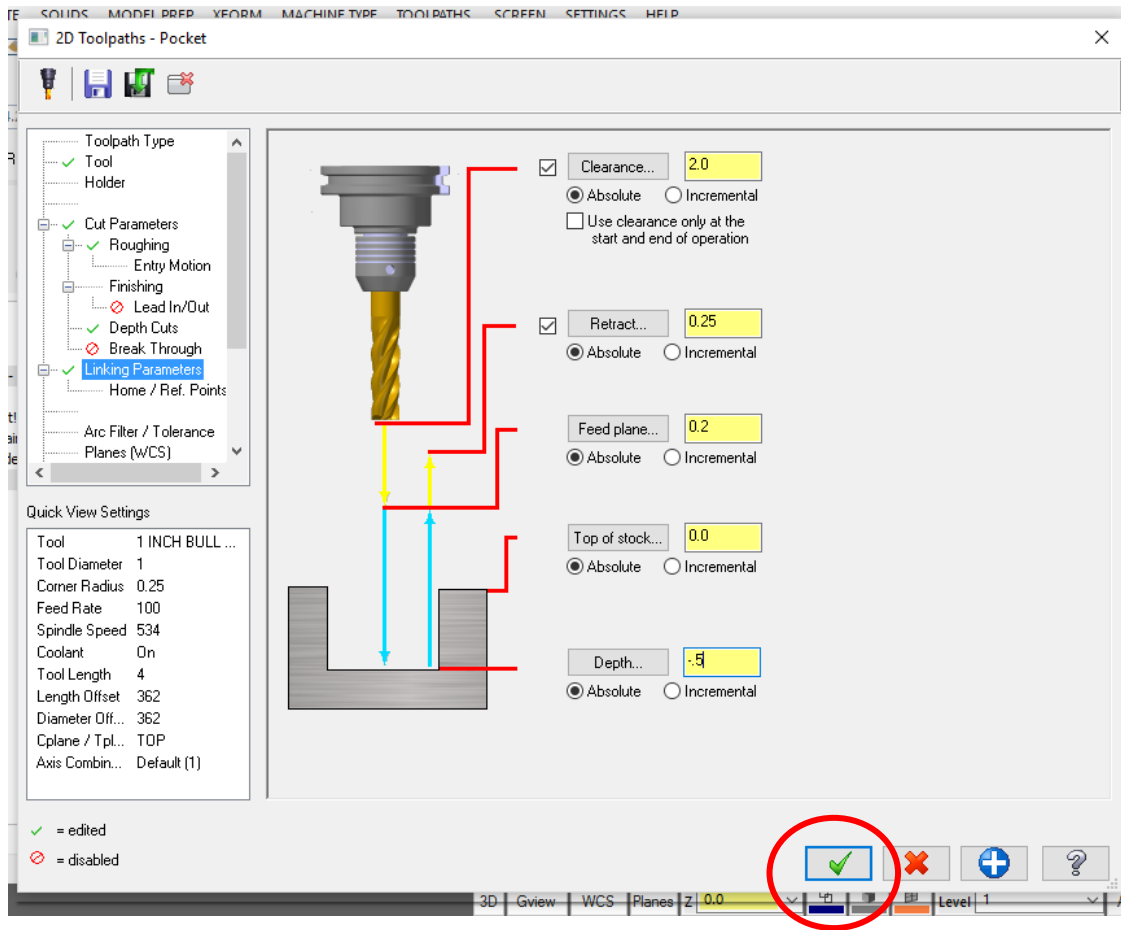 SOLIDS MODEL PREP XFORM MACHINE TYPE TOOLPATHS SCREEN SETTINGS HELP
2D Toolpaths - Pocket
Toolpath Type
Tool
Holder
Cut Parameters
Roughing
Entry Motion
Finishing
Lead In/Out
Depth Cuts
Break Through
Linking Parameters
Home / Ref. Points
Arc Filter / Tolerance
Planes (WCS)
Quick View Settings
Tool 1 INCH BULL ...
Tool Diameter 1
Corner Radius 0.25
Feed Rate 100
Spindle Speed 534
Coolant On
Tool Length 4
Length Offset 362
Diameter Off... 362
Cplane / Tpl... TOP
Axis Combin... Default (1)
= edited
= disabled
Clearance... 2.0
Absolute Incremental
Use clearance only at the
start and end of operation
Retract... 0.25
Absolute Incremental
Feed plane... 0.2
Absolute Incremental
Top of stock... 0.0
Absolute Incremental
Depth... -.5
Absolute Incremental
3D Gview WCS Planes Z 0.0 Level 1